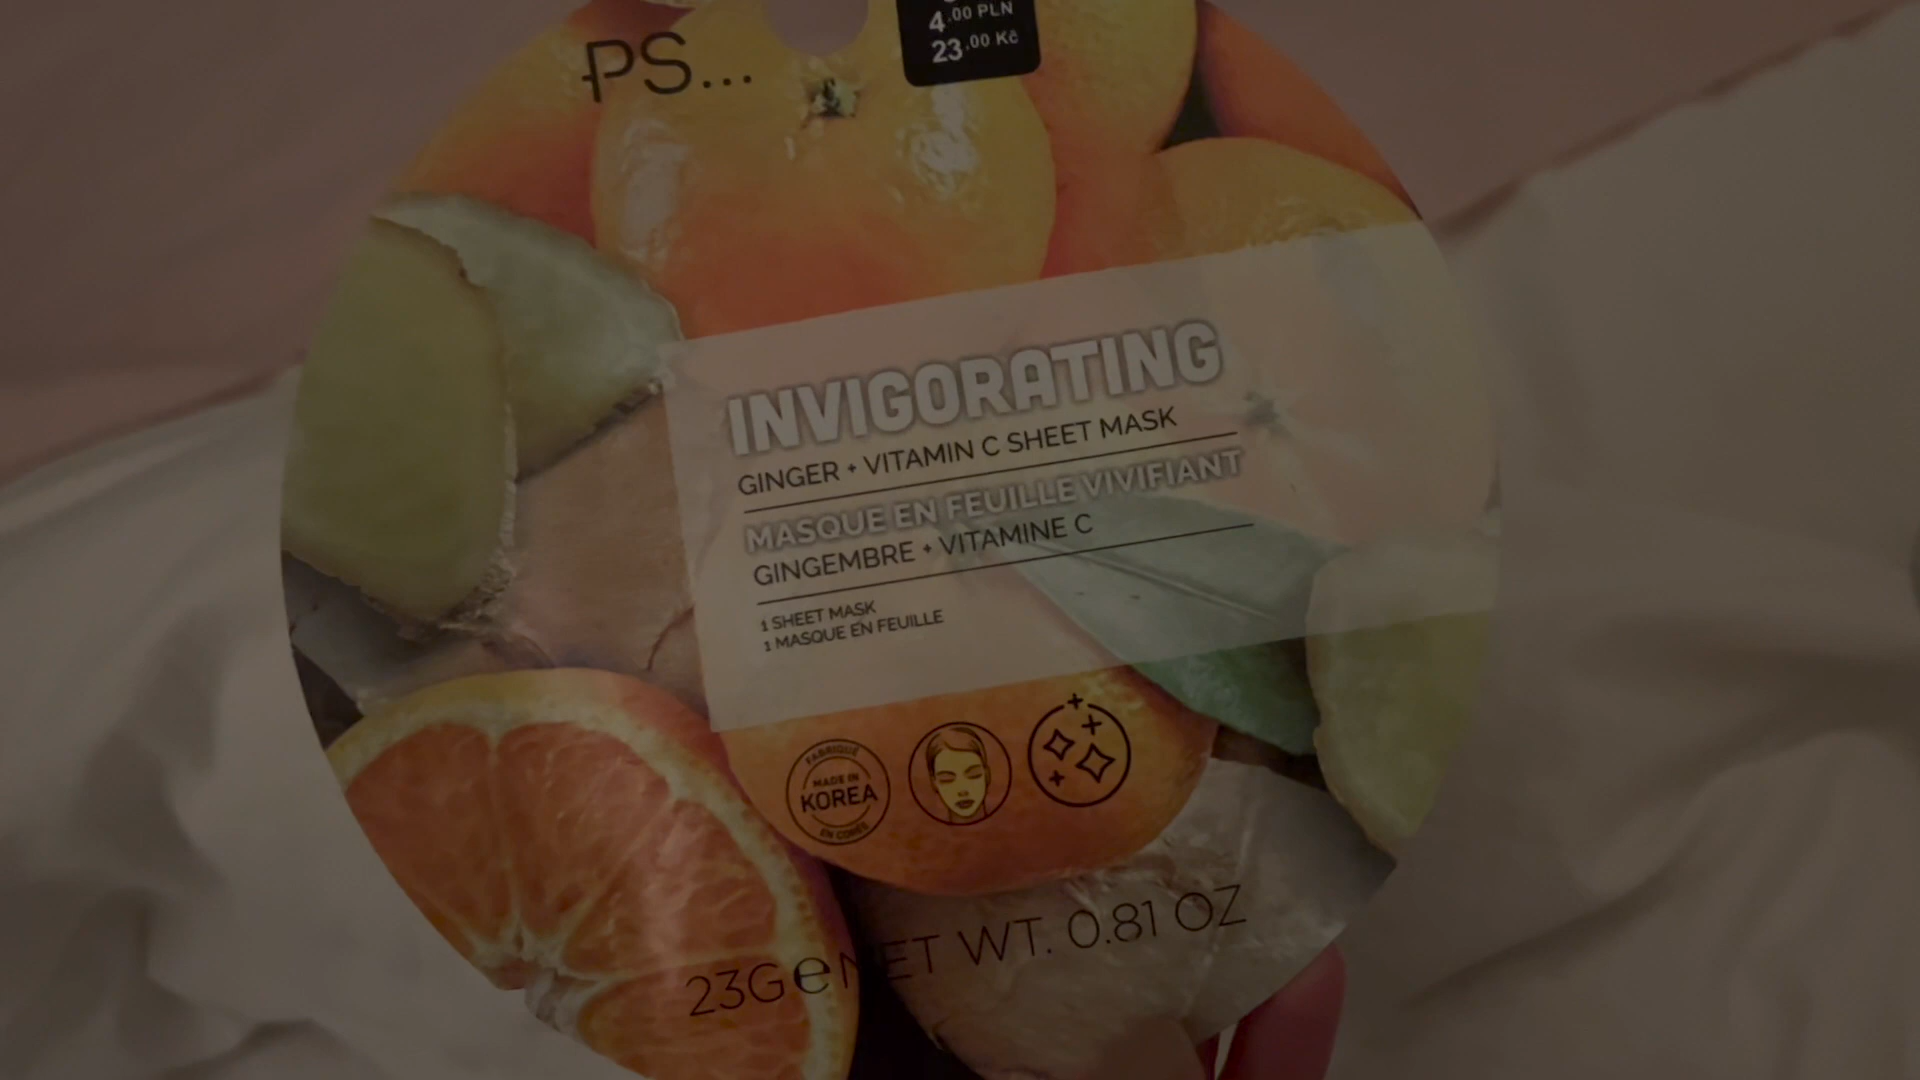 PS...
4.00 PLN
23.00 Kč
INVIGORATING
GINGER + VITAMIN C SHEET MASK
MASQUE EN FEUILLE VIVIFIANT
GINGEMBRE + VITAMINE C
1 SHEET MASK
1 MASQUE EN FEUILLE
FABRIQUÉ
MADE IN
KOREA
EN CORÉE
23G e NET WT. 0.81 OZ